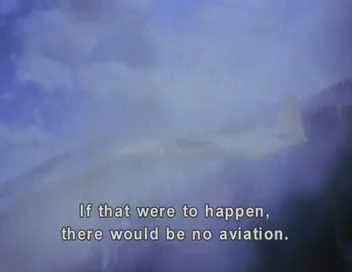 If that were to happen,
there would be no aviation.